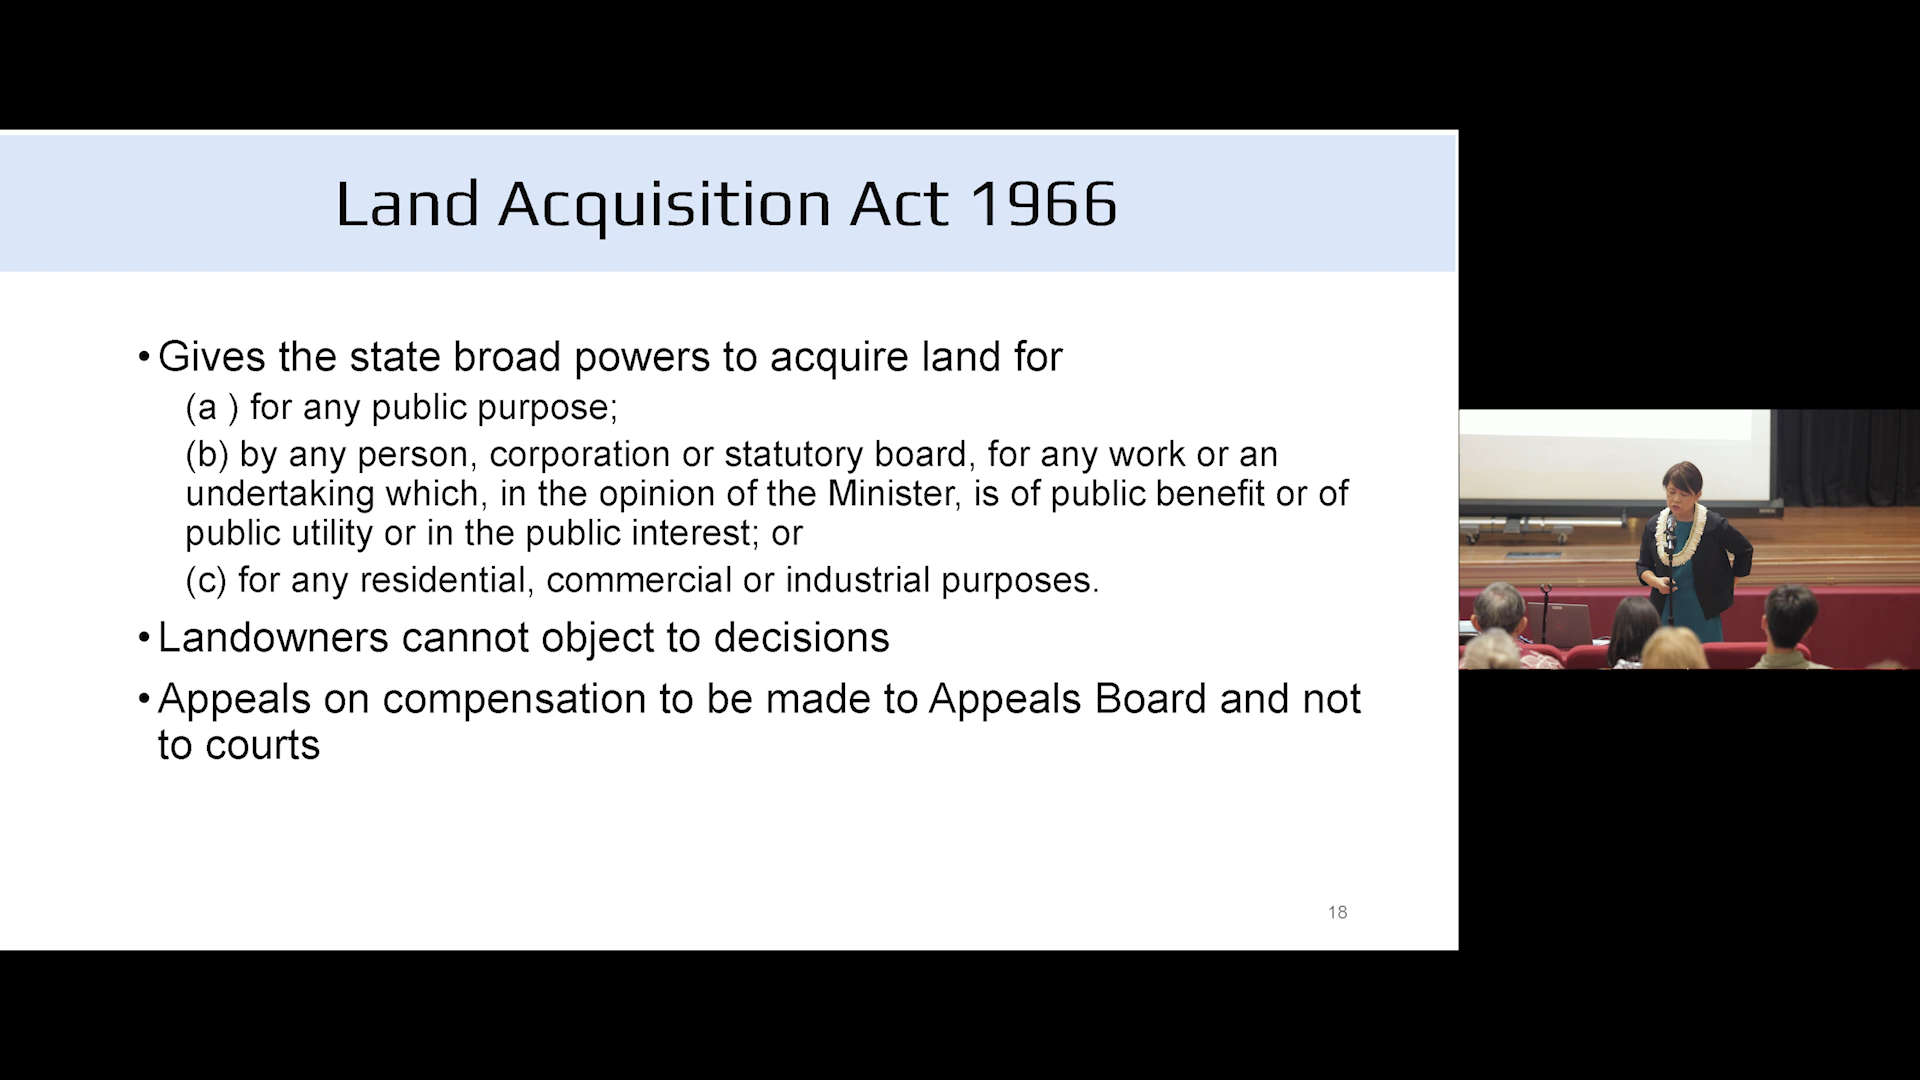 Land Acquisition Act 1966
• Gives the state broad powers to acquire land for
(a ) for any public purpose;
(b) by any person, corporation or statutory board, for any work or an
undertaking which, in the opinion of the Minister, is of public benefit or of
public utility or in the public interest; or
(c) for any residential, commercial or industrial purposes.
• Landowners cannot object to decisions
• Appeals on compensation to be made to Appeals Board and not
to courts
18